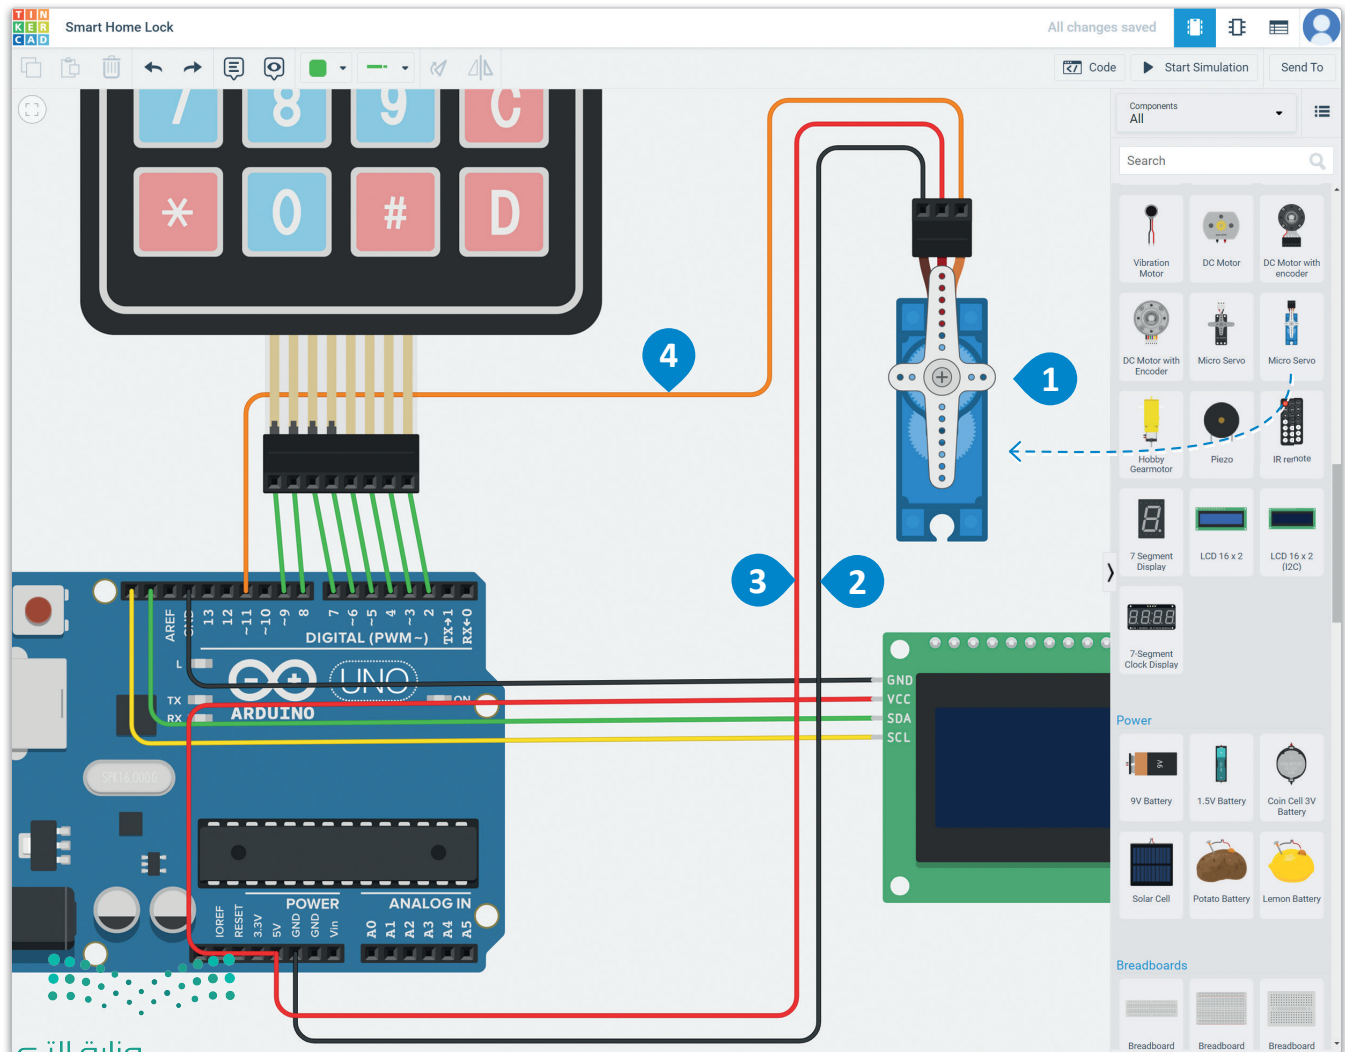 TIN
KER
CAD
Smart Home Lock
All changes saved
Code
Start Simulation
Send To
7 8 9 C
* 0 # D
Components
All
Search
Vibration Motor
DC Motor
DC Motor with encoder
DC Motor with Encoder
Micro Servo
Micro Servo
Hobby Gearmotor
Piezo
IR remote
7 Segment Display
LCD 16 x 2
LCD 16 x 2 (I2C)
7-Segment Clock Display
Power
9V Battery
1.5V Battery
Coin Cell 3V Battery
Solar Cell
Potato Battery
Lemon Battery
Breadboards
Breadboard
Breadboard
Breadboard
4
1
3
2
AREF
GND
13
12
~11
~10
~9
8
7
~6
~5
4
~3
2
TX→1
RX←0
DIGITAL (PWM~)
L
TX
RX
UNO
ON
ARDUINO
SPK16.000G
POWER
ANALOG IN
IOREF
RESET
3.3V
5V
GND
GND
Vin
A0
A1
A2
A3
A4
A5
GND
VCC
SDA
SCL